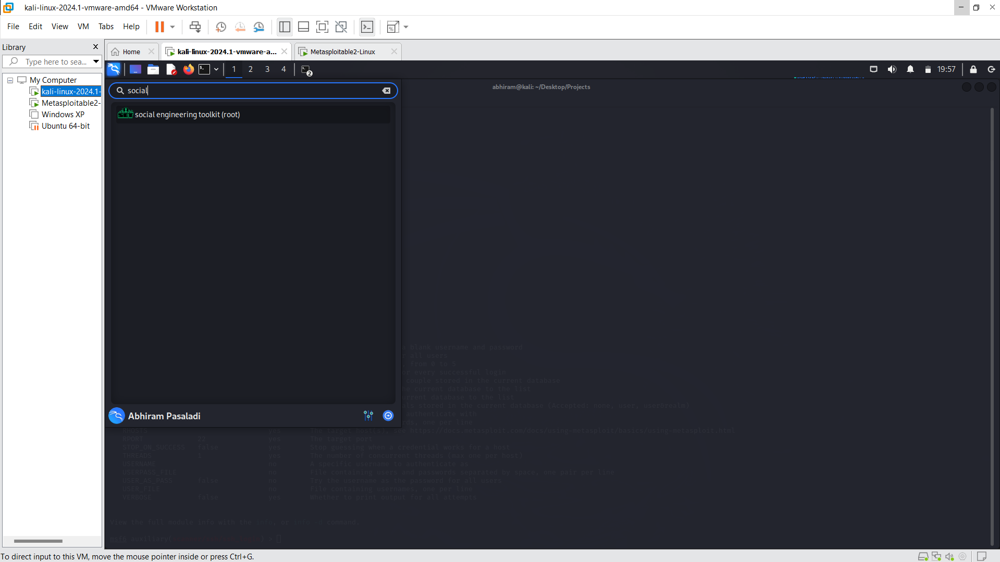 kali-linux-2024.1-vmware-amd64 - VMware Workstation
File Edit View VM Tabs Help
Library
Type here to sea...
My Computer
kali-linux-2024.1-
Metasploitable2-
Windows XP
Ubuntu 64-bit
Home
kali-linux-2024.1-vmware-a...
Metasploitable2-Linux
1 2 3 4
2
19:57
social
abhiram@kali: ~/Desktop/Projects
social engineering toolkit (root)
a blank username and password
r all users
, from 0 to 5
or every successful login
couple stored in the current database
he current database to the list
urrent database to the list
als stored in the current database (Accepted: none, user, user&realm)
authenticate with
rds, one per line
Abhiram Pasaladi
RHOSTS yes The target host(s), see https://docs.metasploit.com/docs/using-metasploit/basics/using-metasploit.html
RPORT 22 yes The target port
STOP_ON_SUCCESS false yes Stop guessing when a credential works for a host
THREADS 1 yes The number of concurrent threads (max one per host)
USERNAME no A specific username to authenticate as
USERPASS_FILE no File containing users and passwords separated by space, one pair per line
USER_AS_PASS false no Try the username as the password for all users
USER_FILE no File containing usernames, one per line
VERBOSE false yes Whether to print output for all attempts
View the full module info with the info, or info -d command.
msf6 auxiliary( ) >
To direct input to this VM, move the mouse pointer inside or press Ctrl+G.